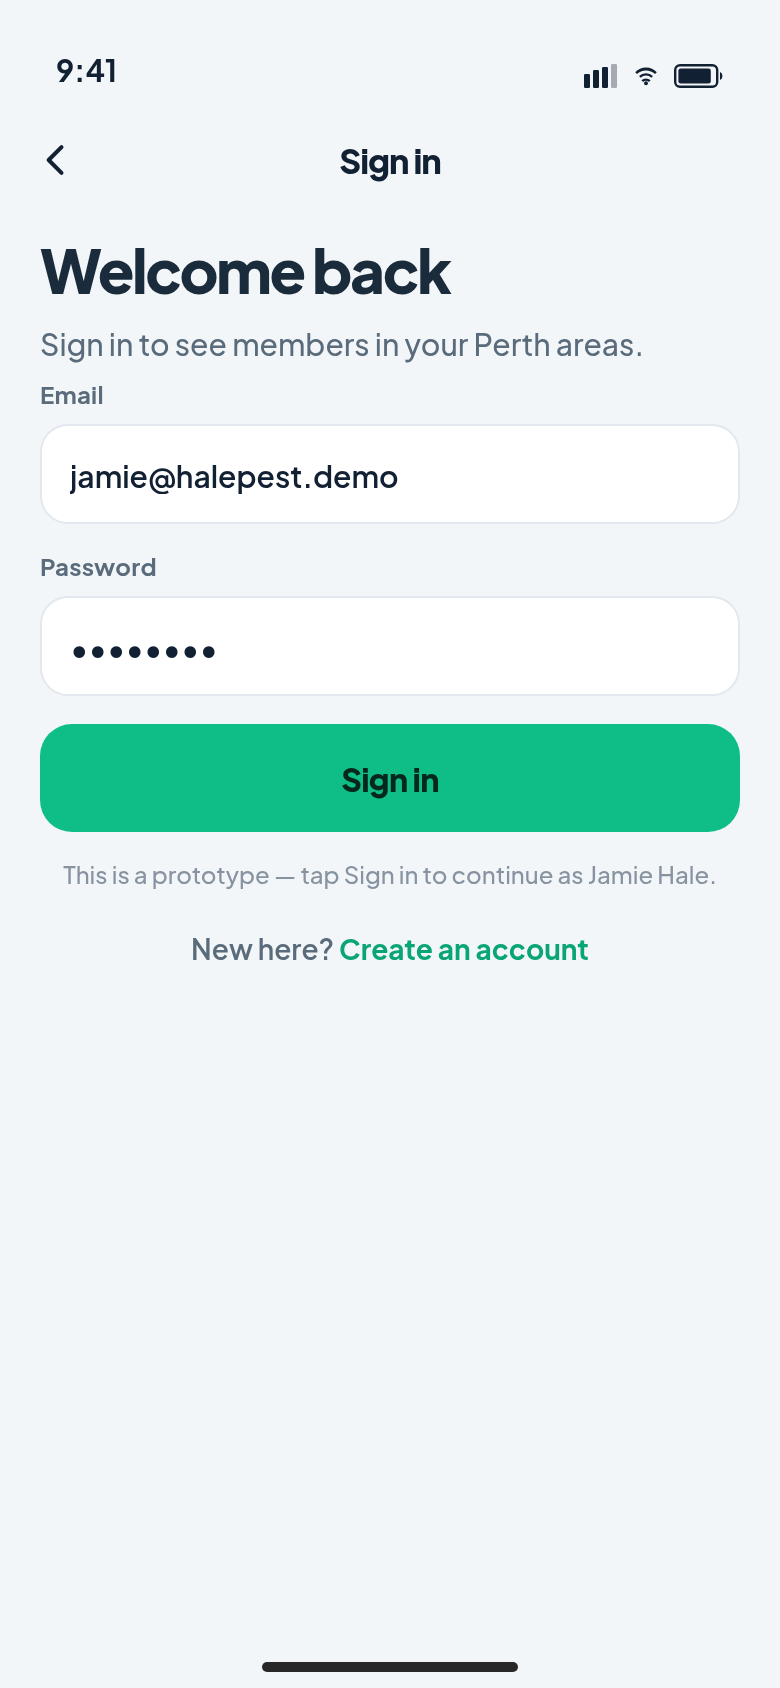 9:41
Sign in
Welcome back
Sign in to see members in your Perth areas.
Email
jamie@halepest.demo
Password
••••••••
Sign in
This is a prototype — tap Sign in to continue as Jamie Hale.
New here? Create an account